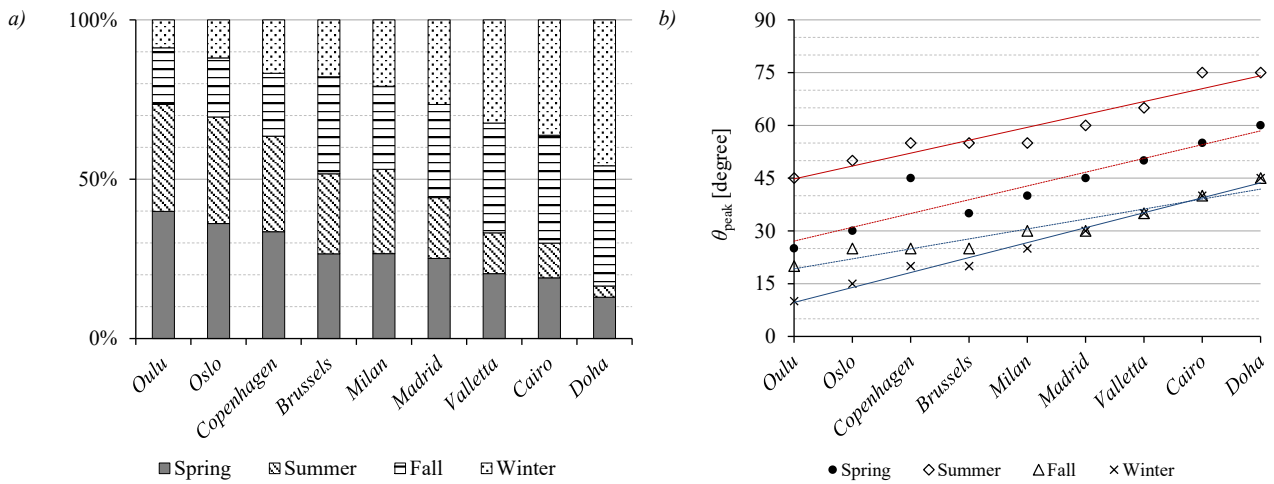 a)
100%
50%
0%
Oulu
Oslo
Copenhagen
Brussels
Milan
Madrid
Valletta
Cairo
Doha
Spring Summer Fall Winter
b)
θpeak [degree]
90
75
60
45
30
15
0
Oulu
Oslo
Copenhagen
Brussels
Milan
Madrid
Valletta
Cairo
Doha
Spring Summer Fall Winter